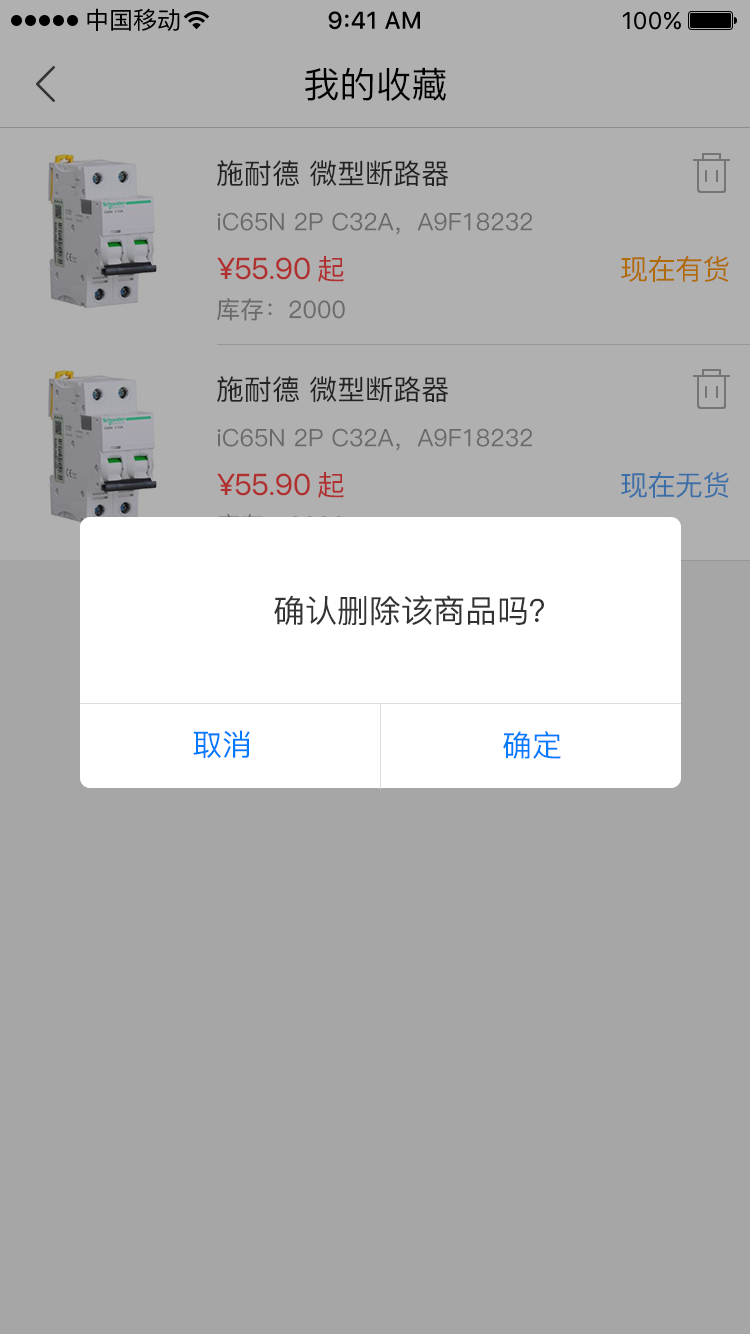 中国移动 9:41 AM 100%
我的收藏
施耐德 微型断路器
iC65N 2P C32A，A9F18232
¥55.90 起 现在有货
库存：2000
施耐德 微型断路器
iC65N 2P C32A，A9F18232
¥55.90 起 现在无货
确认删除该商品吗?
取消 确定
Schneider
Schneider